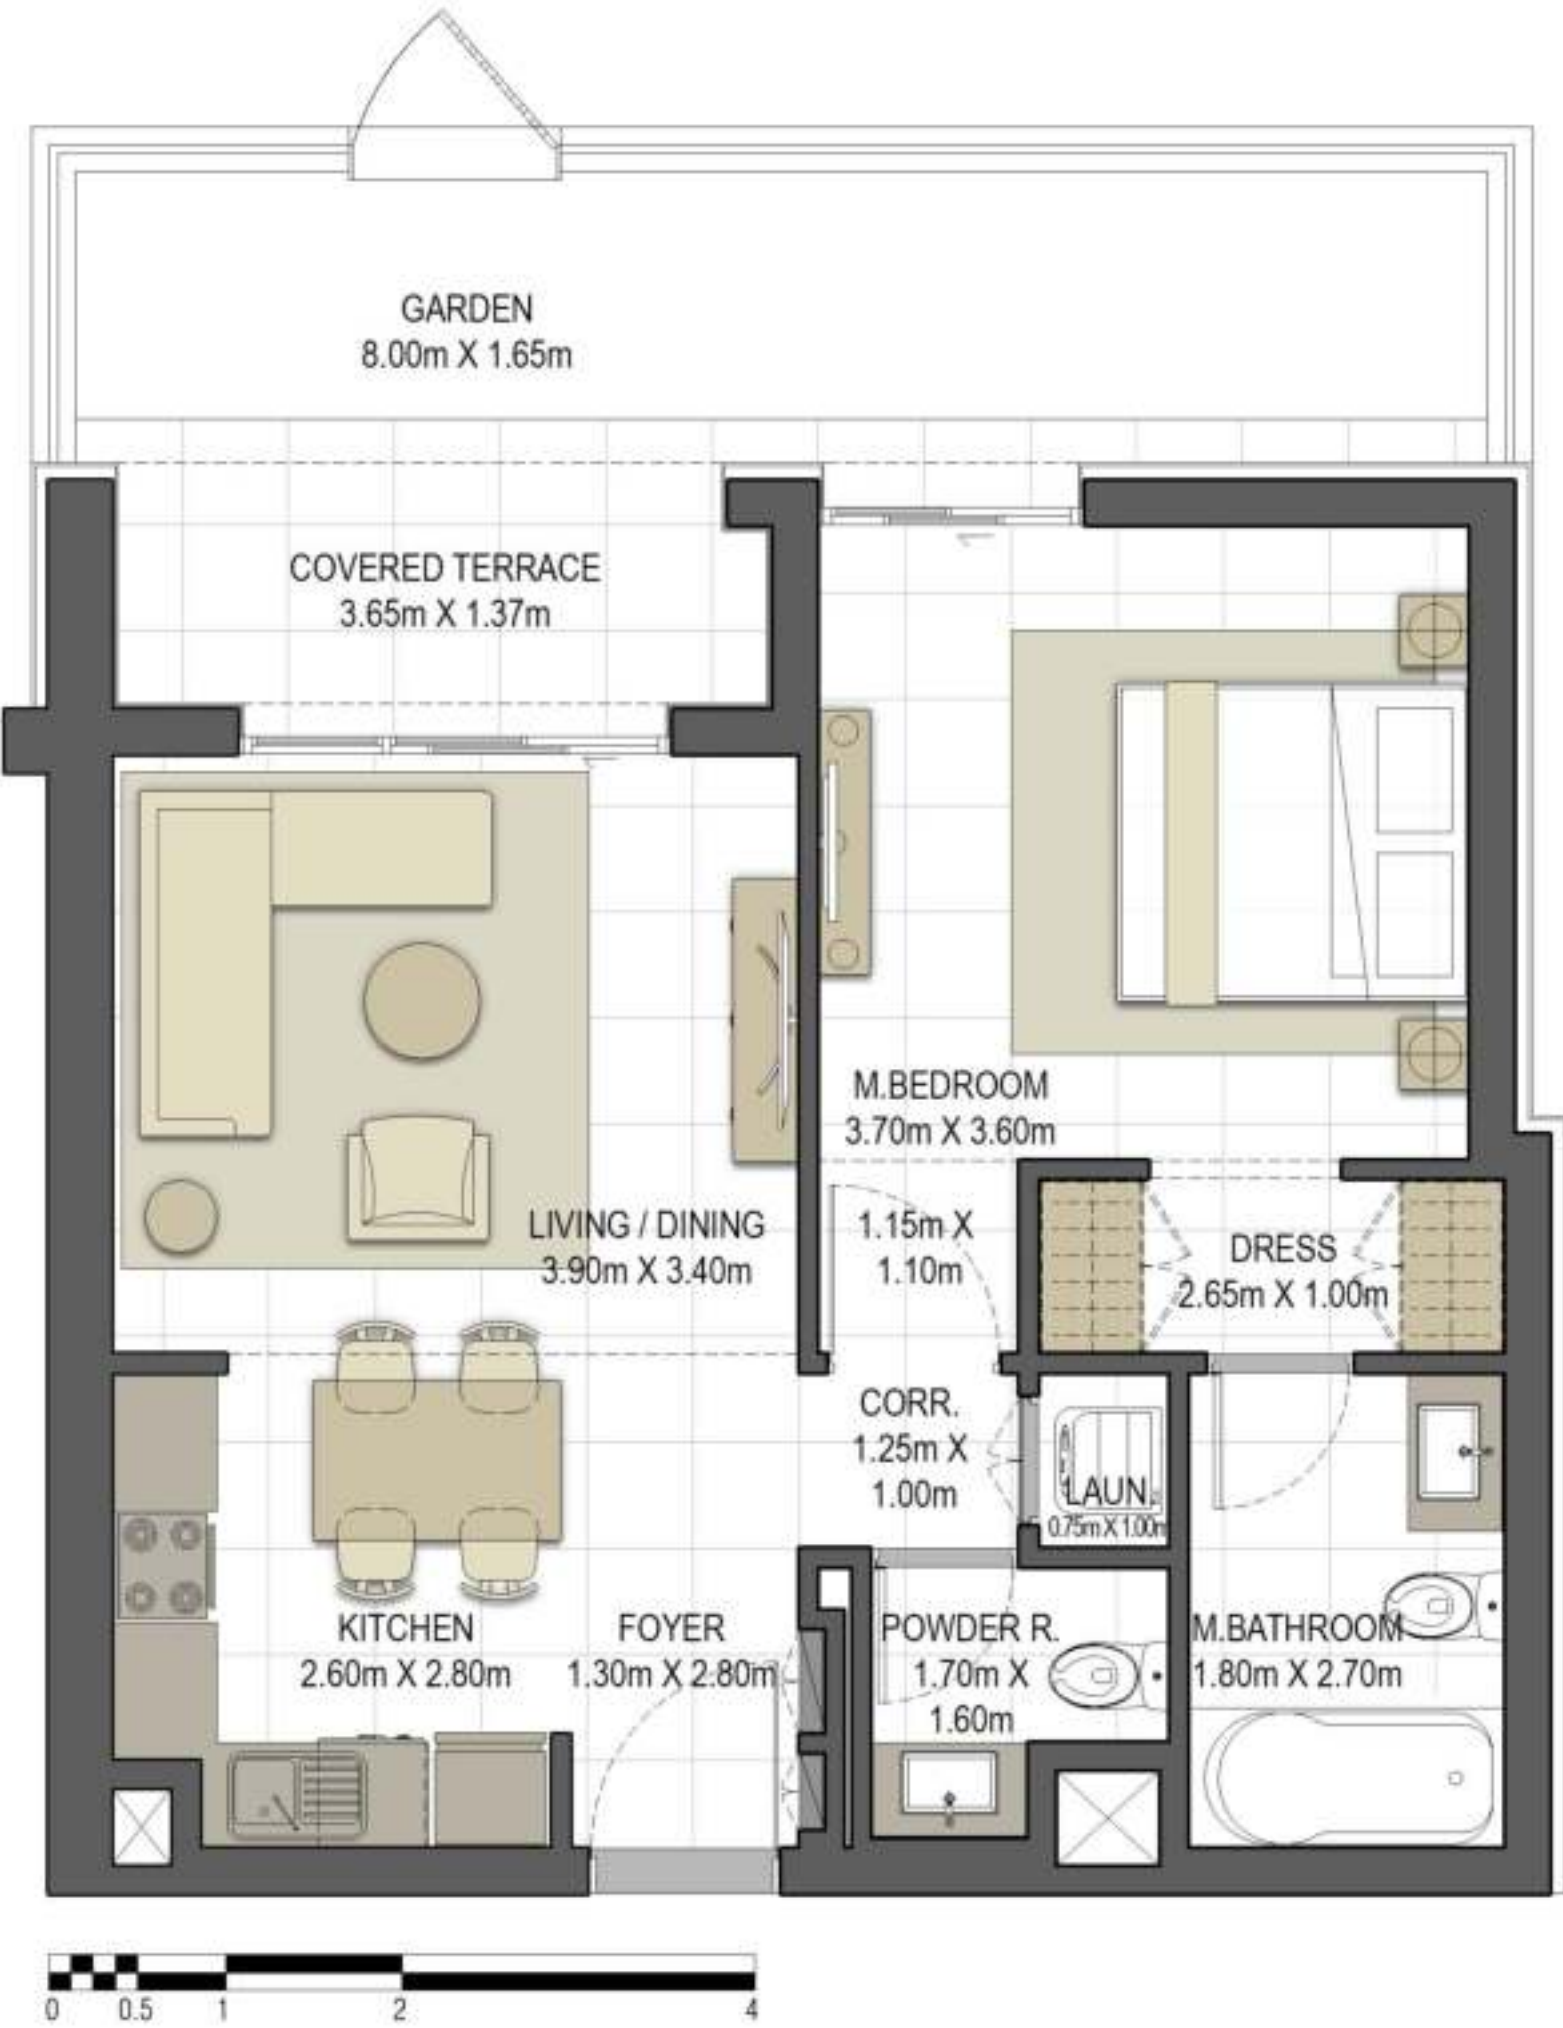 GARDEN
8.00m X 1.65m
COVERED TERRACE
3.65m X 1.37m
M.BEDROOM
3.70m X 3.60m
LIVING / DINING
3.90m X 3.40m
1.15m X
1.10m
DRESS
2.65m X 1.00m
CORR.
1.25m X
1.00m
LAUN.
0.75m X 1.00m
KITCHEN
2.60m X 2.80m
FOYER
1.30m X 2.80m
POWDER R.
1.70m X
1.60m
M.BATHROOM
1.80m X 2.70m
0 0.5 1 2 4